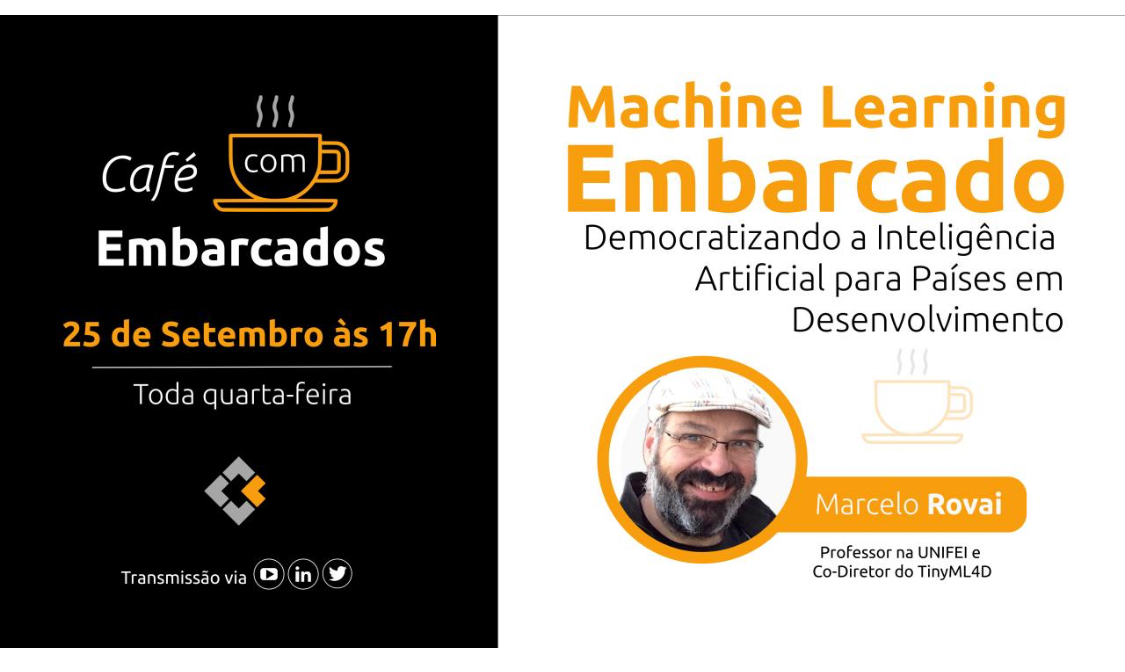 Café com
Embarcados
25 de Setembro às 17h
Toda quarta-feira
Transmissão via
in
Machine Learning
Embarcado
Democratizando a Inteligência
Artificial para Países em
Desenvolvimento
Marcelo Rovai
Professor na UNIFEI e
Co-Diretor do TinyML4D